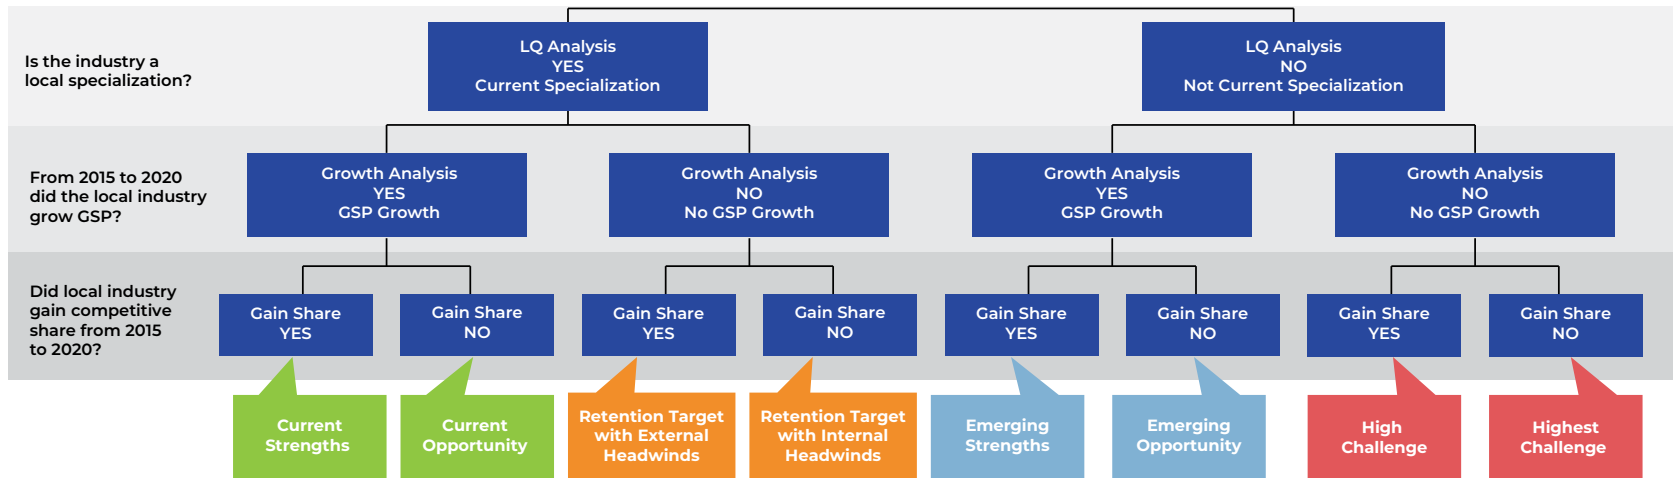 Is the industry a
local specialization?
LQ Analysis
YES
Current Specialization
LQ Analysis
NO
Not Current Specialization
From 2015 to 2020
did the local industry
grow GSP?
Growth Analysis
YES
GSP Growth
Growth Analysis
NO
No GSP Growth
Growth Analysis
YES
GSP Growth
Growth Analysis
NO
No GSP Growth
Did local industry
gain competitive
share from 2015
to 2020?
Gain Share
YES
Gain Share
NO
Gain Share
YES
Gain Share
NO
Gain Share
YES
Gain Share
NO
Gain Share
YES
Gain Share
NO
Current
Strengths
Current
Opportunity
Retention Target
with External
Headwinds
Retention Target
with Internal
Headwinds
Emerging
Strengths
Emerging
Opportunity
High
Challenge
Highest
Challenge